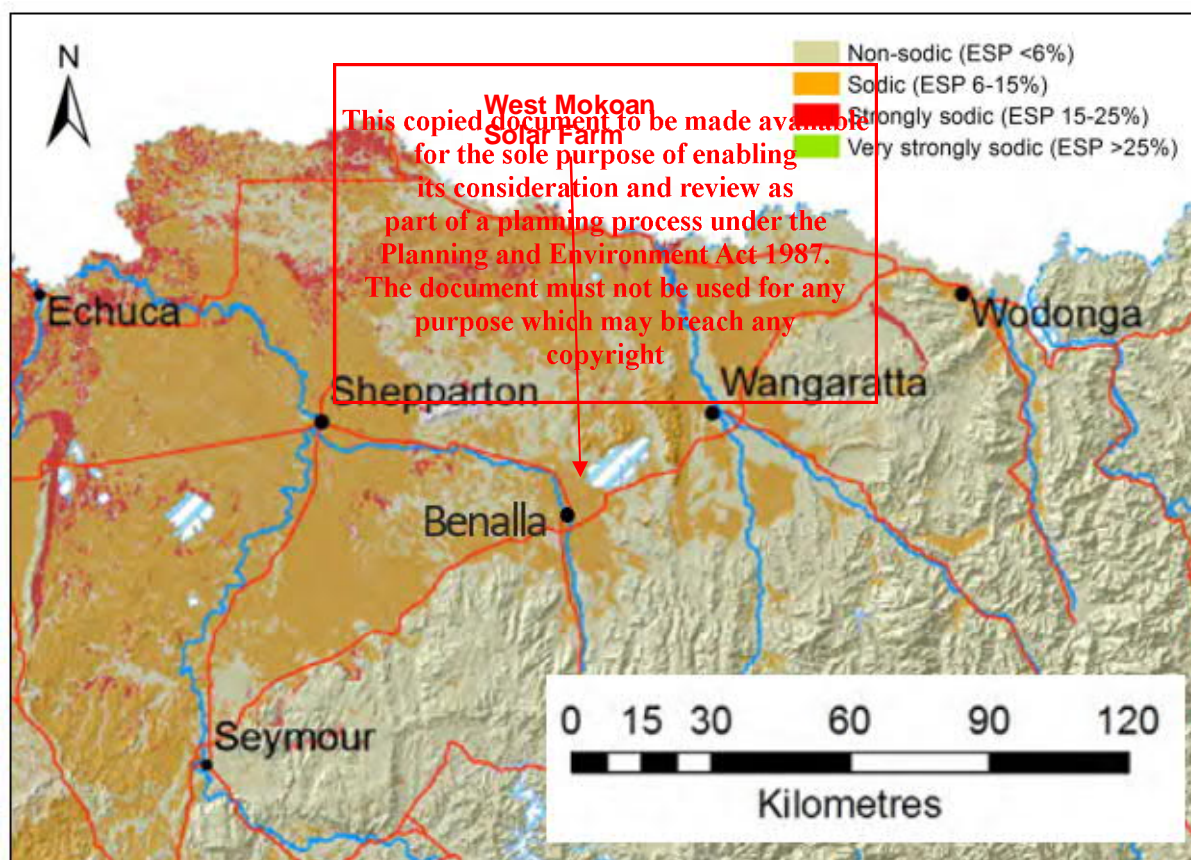 N
Non-sodic (ESP <6%)
Sodic (ESP 6-15%)
Strongly sodic (ESP 15-25%)
Very strongly sodic (ESP >25%)
West Mokoan
Solar Farm
This copied document to be made available
for the sole purpose of enabling
its consideration and review as
part of a planning process under the
Planning and Environment Act 1987.
The document must not be used for any
purpose which may breach any
copyright
Echuca
Wodonga
Shepparton
Wangaratta
Benalla
Seymour
0 15 30 60 90 120
Kilometres